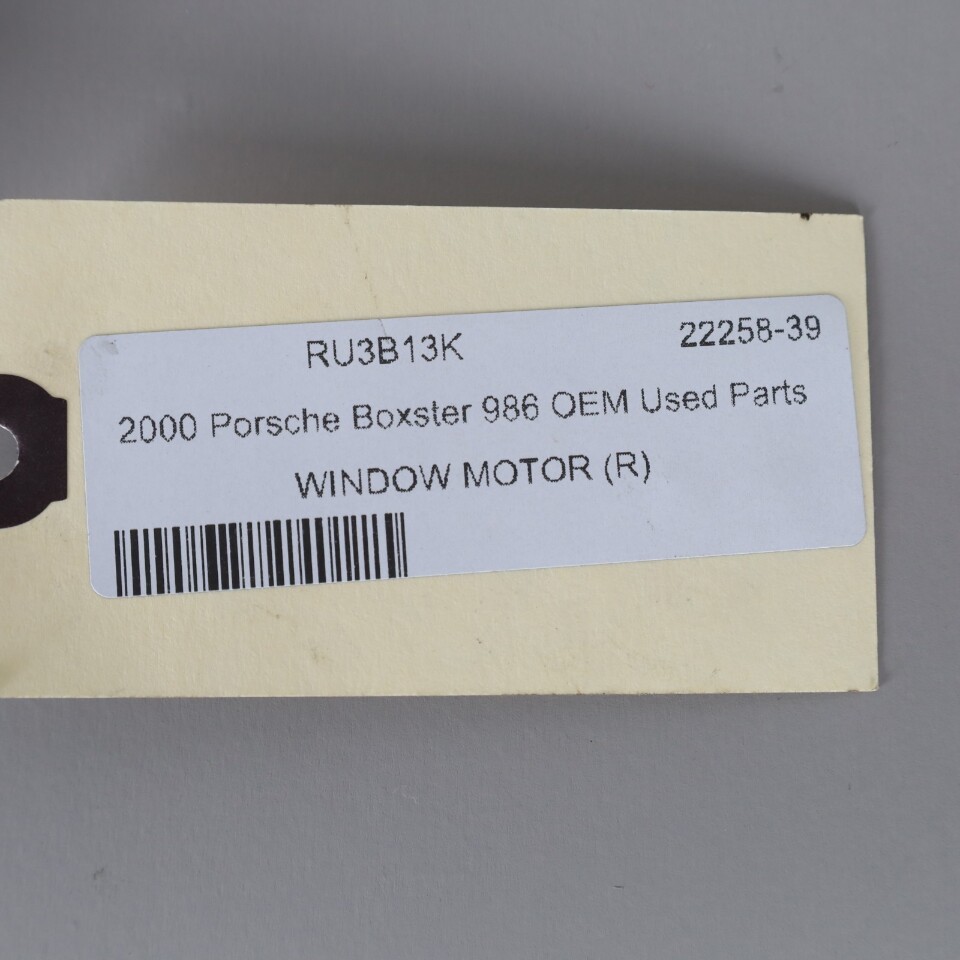 RU3B13K 22258-39
2000 Porsche Boxster 986 OEM Used Parts
WINDOW MOTOR (R)